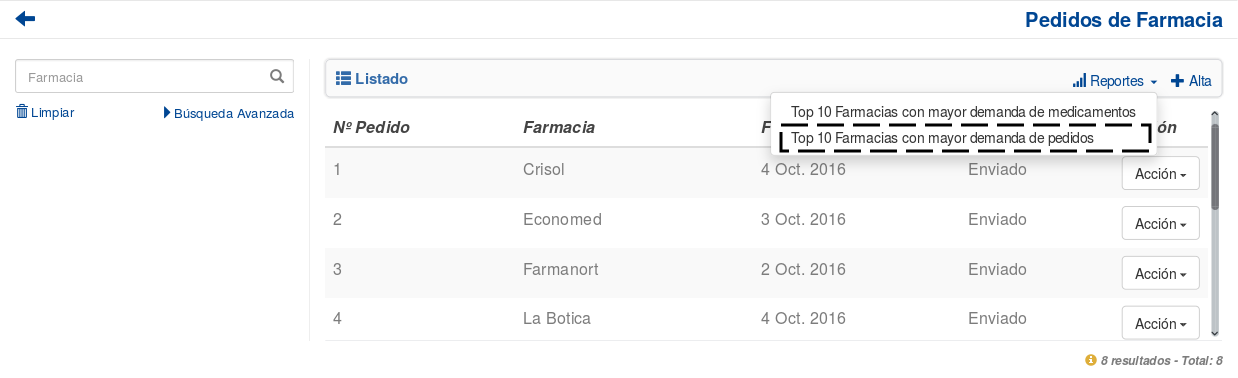 Pedidos de Farmacia
Farmacia
Limpiar
Búsqueda Avanzada
Listado
Reportes
Alta
Top 10 Farmacias con mayor demanda de medicamentos
Top 10 Farmacias con mayor demanda de pedidos
Nº Pedido Farmacia F ón
1 Crisol 4 Oct. 2016 Enviado Acción
2 Economed 3 Oct. 2016 Enviado Acción
3 Farmanort 2 Oct. 2016 Enviado Acción
4 La Botica 4 Oct. 2016 Enviado Acción
8 resultados - Total: 8